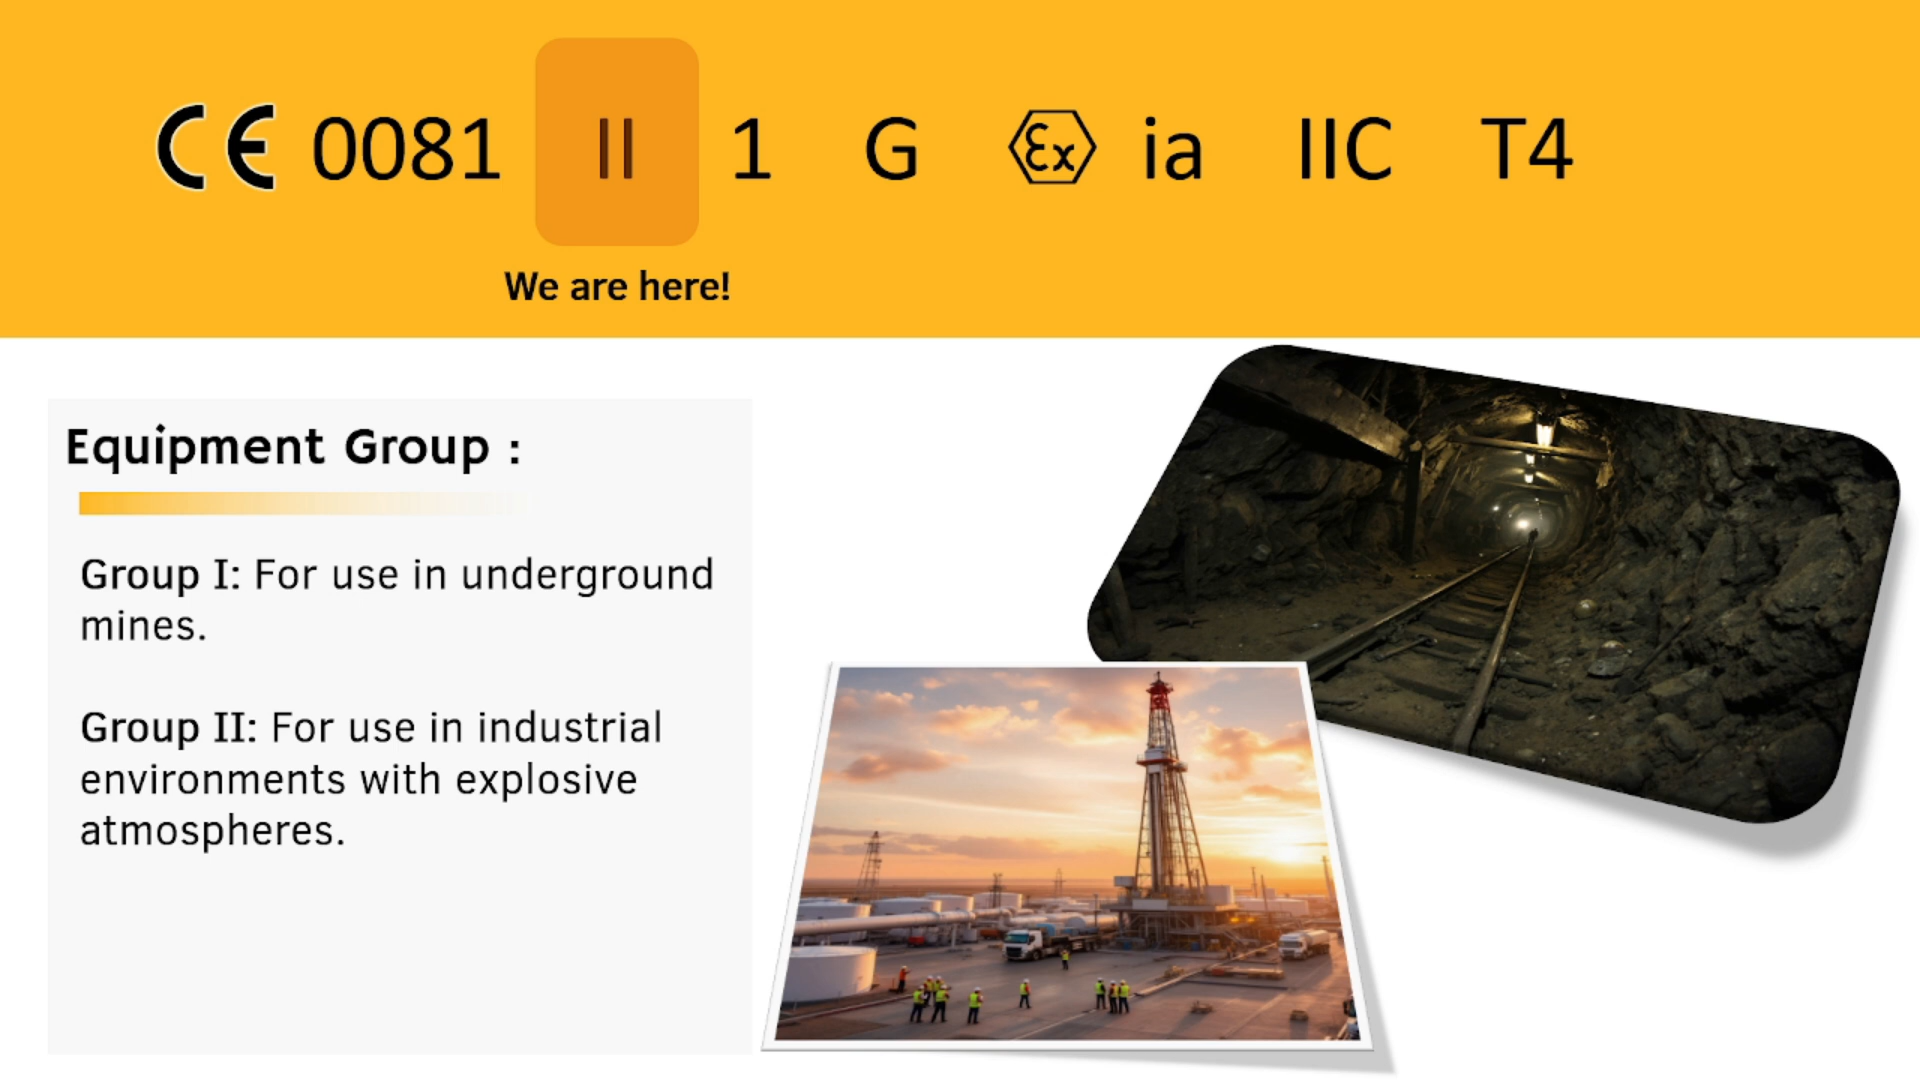 CE 0081 II 1 G Ex ia IIC T4
We are here!
Equipment Group :
Group I: For use in underground
mines.
Group II: For use in industrial
environments with explosive
atmospheres.